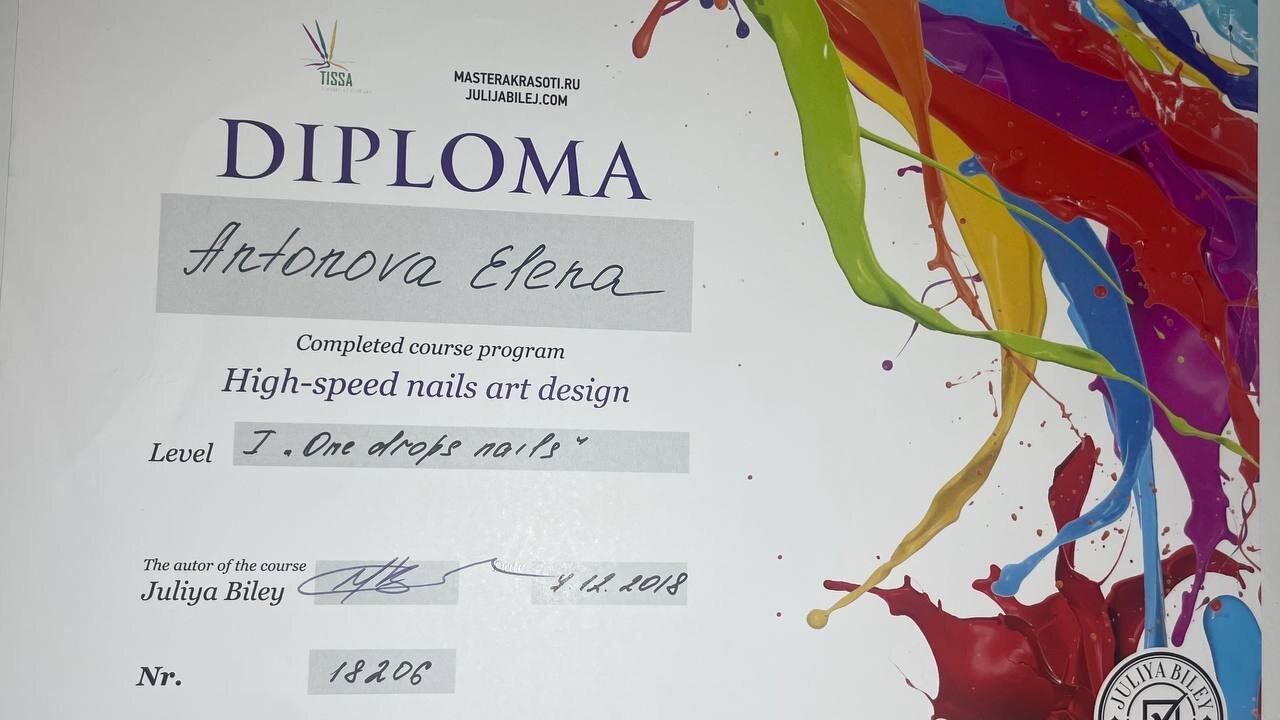 TISSA
MASTERAKRASOTI.RU
JULIJABILEJ.COM
DIPLOMA
Antonova Elena
Completed course program
High-speed nails art design
Level I „One drops nails"
The autor of the course
Juliya Biley
4.12.2018
Nr. 18206
JULIYA BILEY